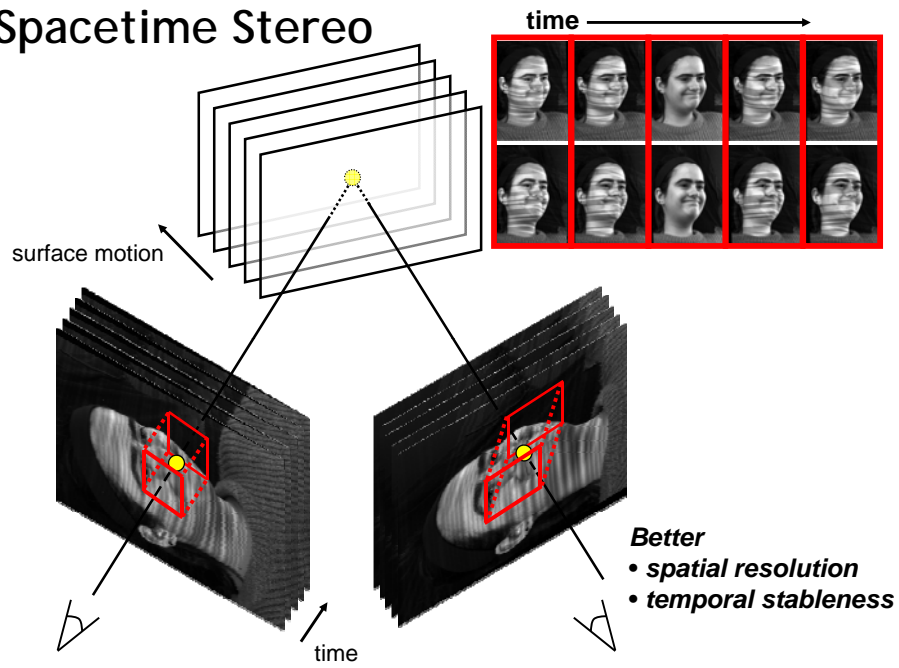 Spacetime Stereo
time
surface motion
Better
• spatial resolution
• temporal stableness
time